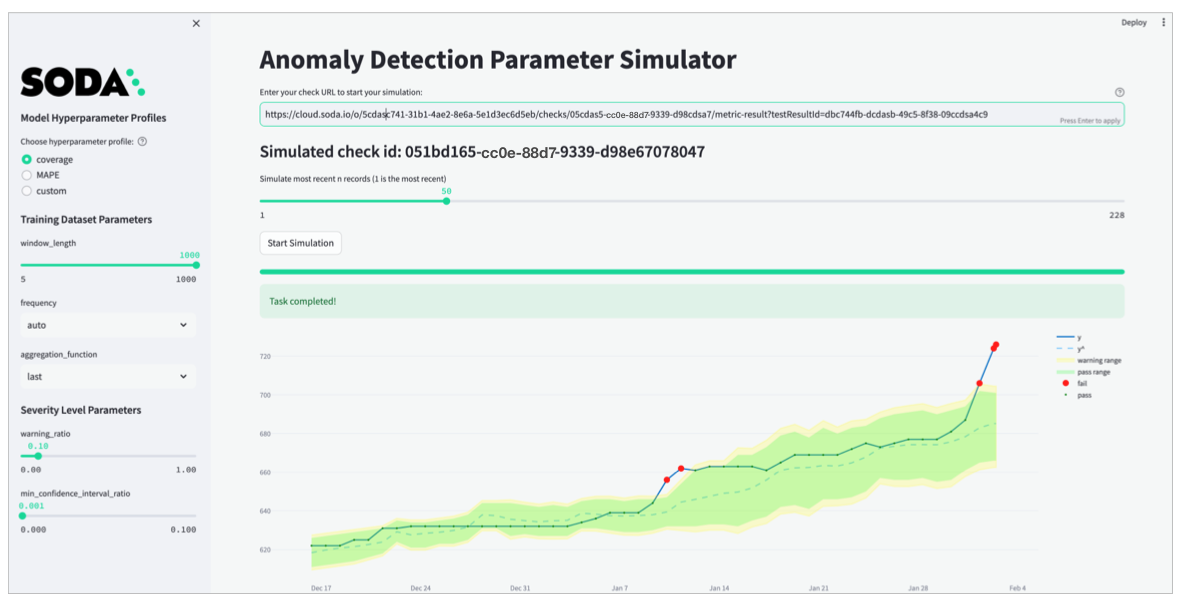 Deploy
SODA
Model Hyperparameter Profiles
Choose hyperparameter profile:
coverage
MAPE
custom
Training Dataset Parameters
window_length
1000
5 1000
frequency
auto
aggregation_function
last
Severity Level Parameters
warning_ratio
0.10
0.00 1.00
min_confidence_interval_ratio
0.001
0.000 0.100
Anomaly Detection Parameter Simulator
Enter your check URL to start your simulation:
https://cloud.soda.io/o/5cdasc741-31b1-4ae2-8e6a-5e1d3ec6d5eb/checks/05cdas5-cc0e-88d7-9339-d98cdsa7/metric-result?testResultId=dbc744fb-dcdasb-49c5-8f38-09ccdsa4c9
Press Enter to apply
Simulated check id: 051bd165-cc0e-88d7-9339-d98e67078047
Simulate most recent n records (1 is the most recent)
50
1 228
Start Simulation
Task completed!
720
700
680
660
640
620
Dec 17 Dec 24 Dec 31 Jan 7 Jan 14 Jan 21 Jan 28 Feb 4
y
y^
warning range
pass range
fail
pass